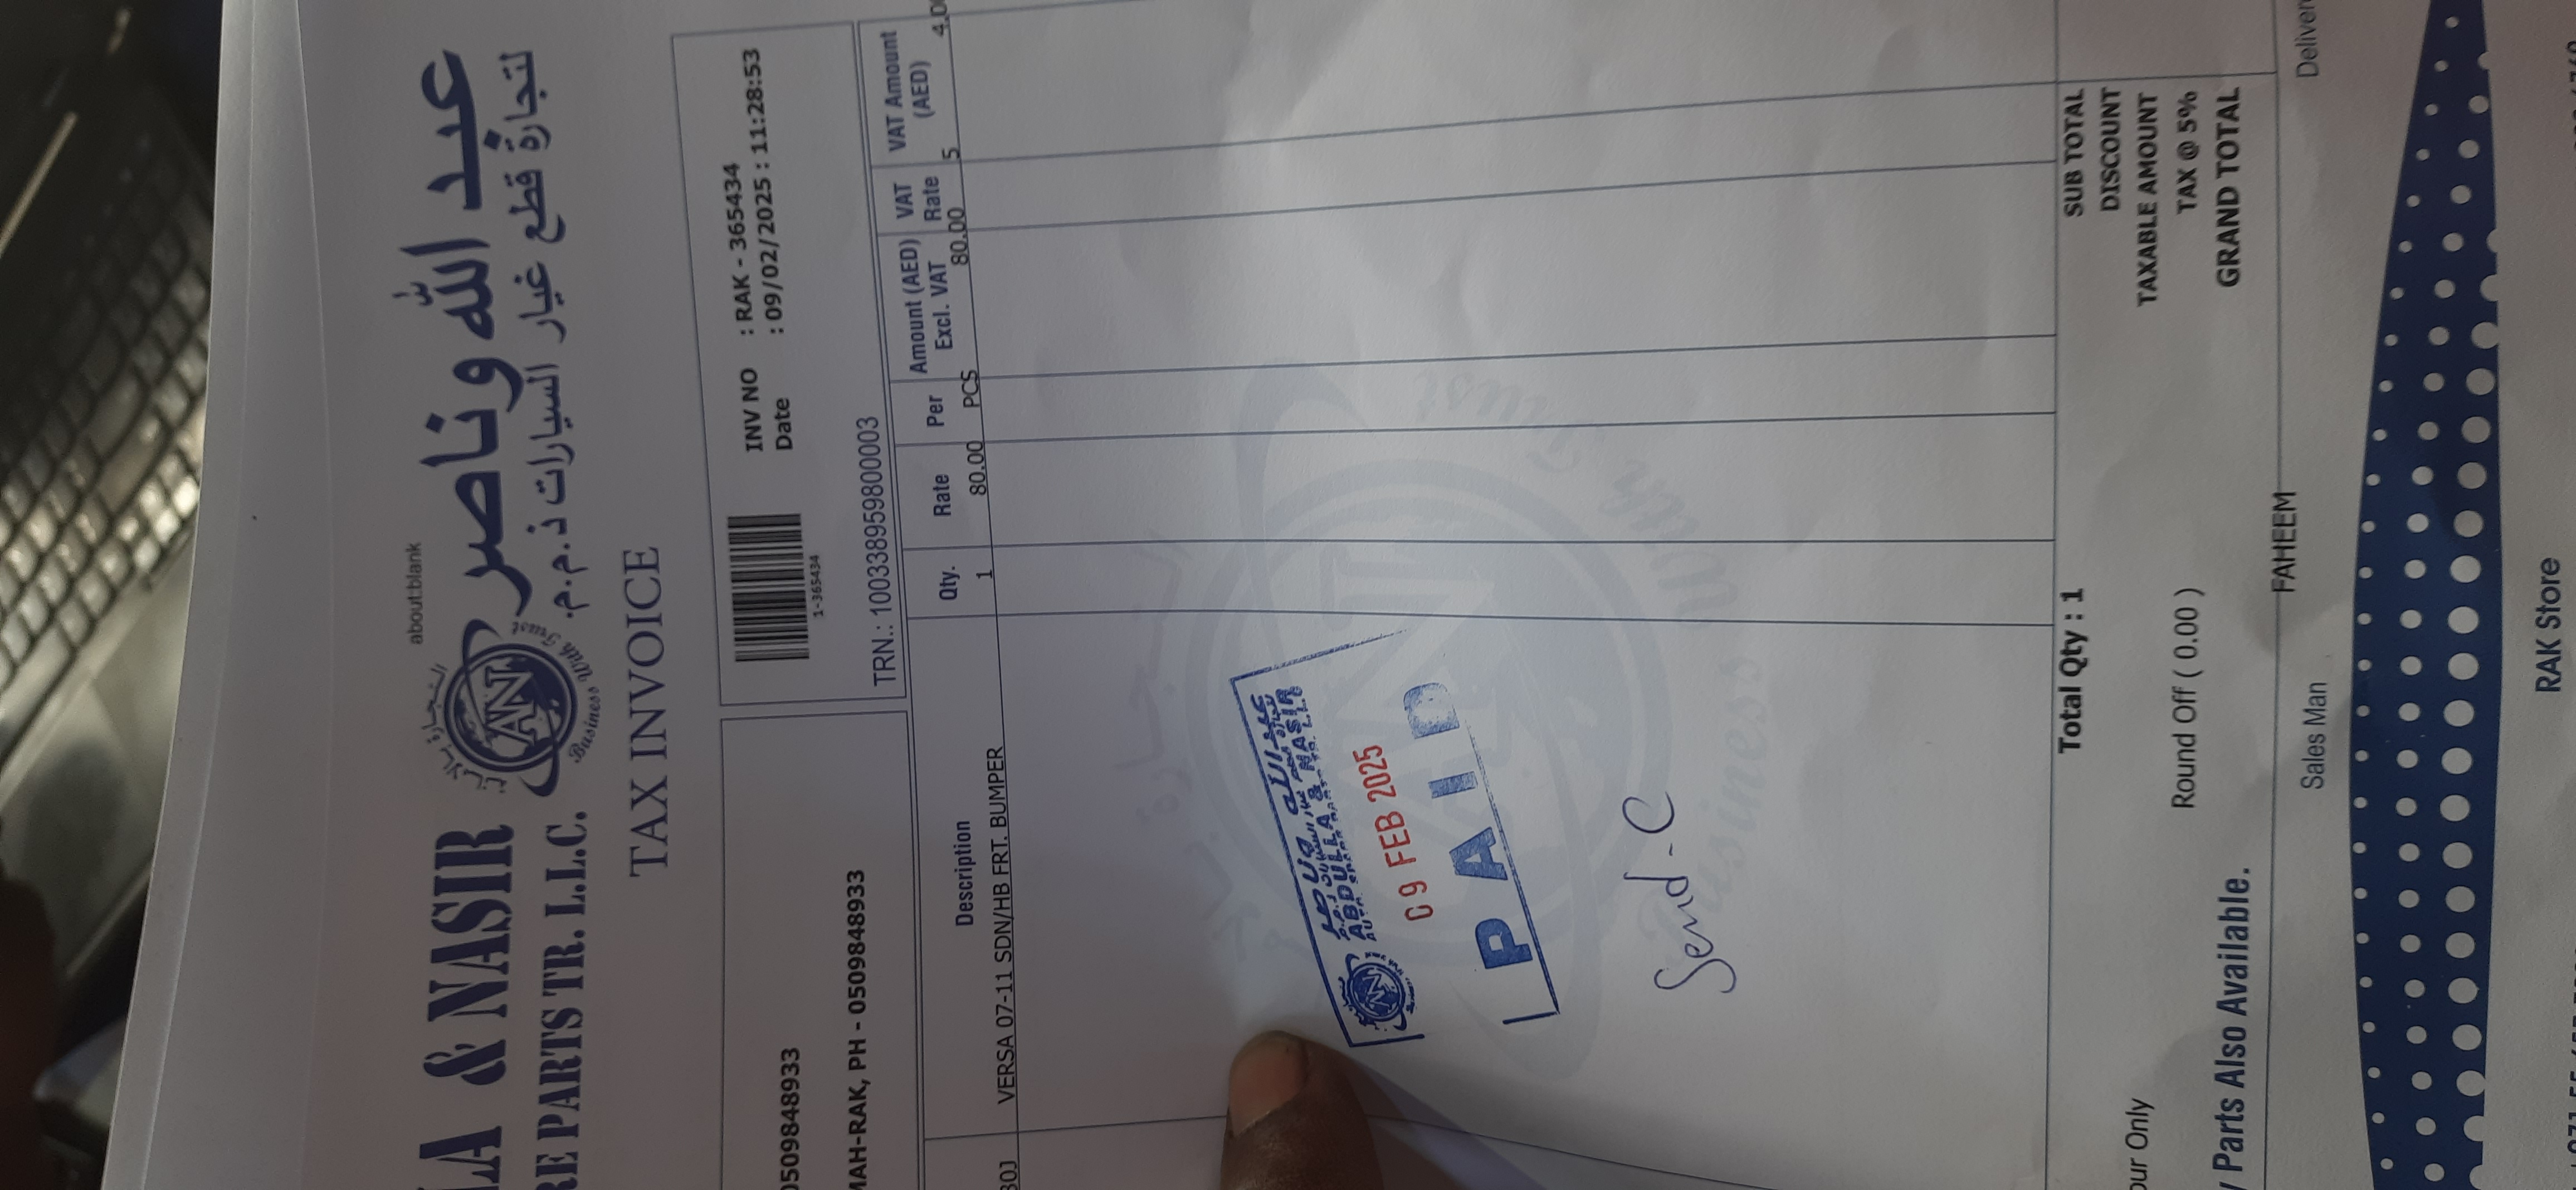 about:blank
عبد الله وناصر
لتجارة قطع غيار السيارات ذ.م.م.
LA & NASIR
RE PARTS TR. L.L.C.
AN
Business With Trust
TAX INVOICE
0509848933
MAH-RAK, PH - 0509848933
1-365434
INV NO : RAK - 365434
Date : 09/02/2025 : 11:28:53
TRN.: 100338959800003
Description Qty. Rate Per Amount (AED) Excl. VAT VAT Rate VAT Amount (AED)
30J VERSA 07-11 SDN/HB FRT. BUMPER 1 80.00 PCS 80.00 5 4.0
ABDULLA & NASIR
09 FEB 2025
PAID
Send-C
Business With Trust
Total Qty : 1 SUB TOTAL
DISCOUNT
our Only TAXABLE AMOUNT
Round Off ( 0.00 ) TAX @ 5%
GRAND TOTAL
/ Parts Also Available.
Sales Man FAHEEM Deliver
RAK Store